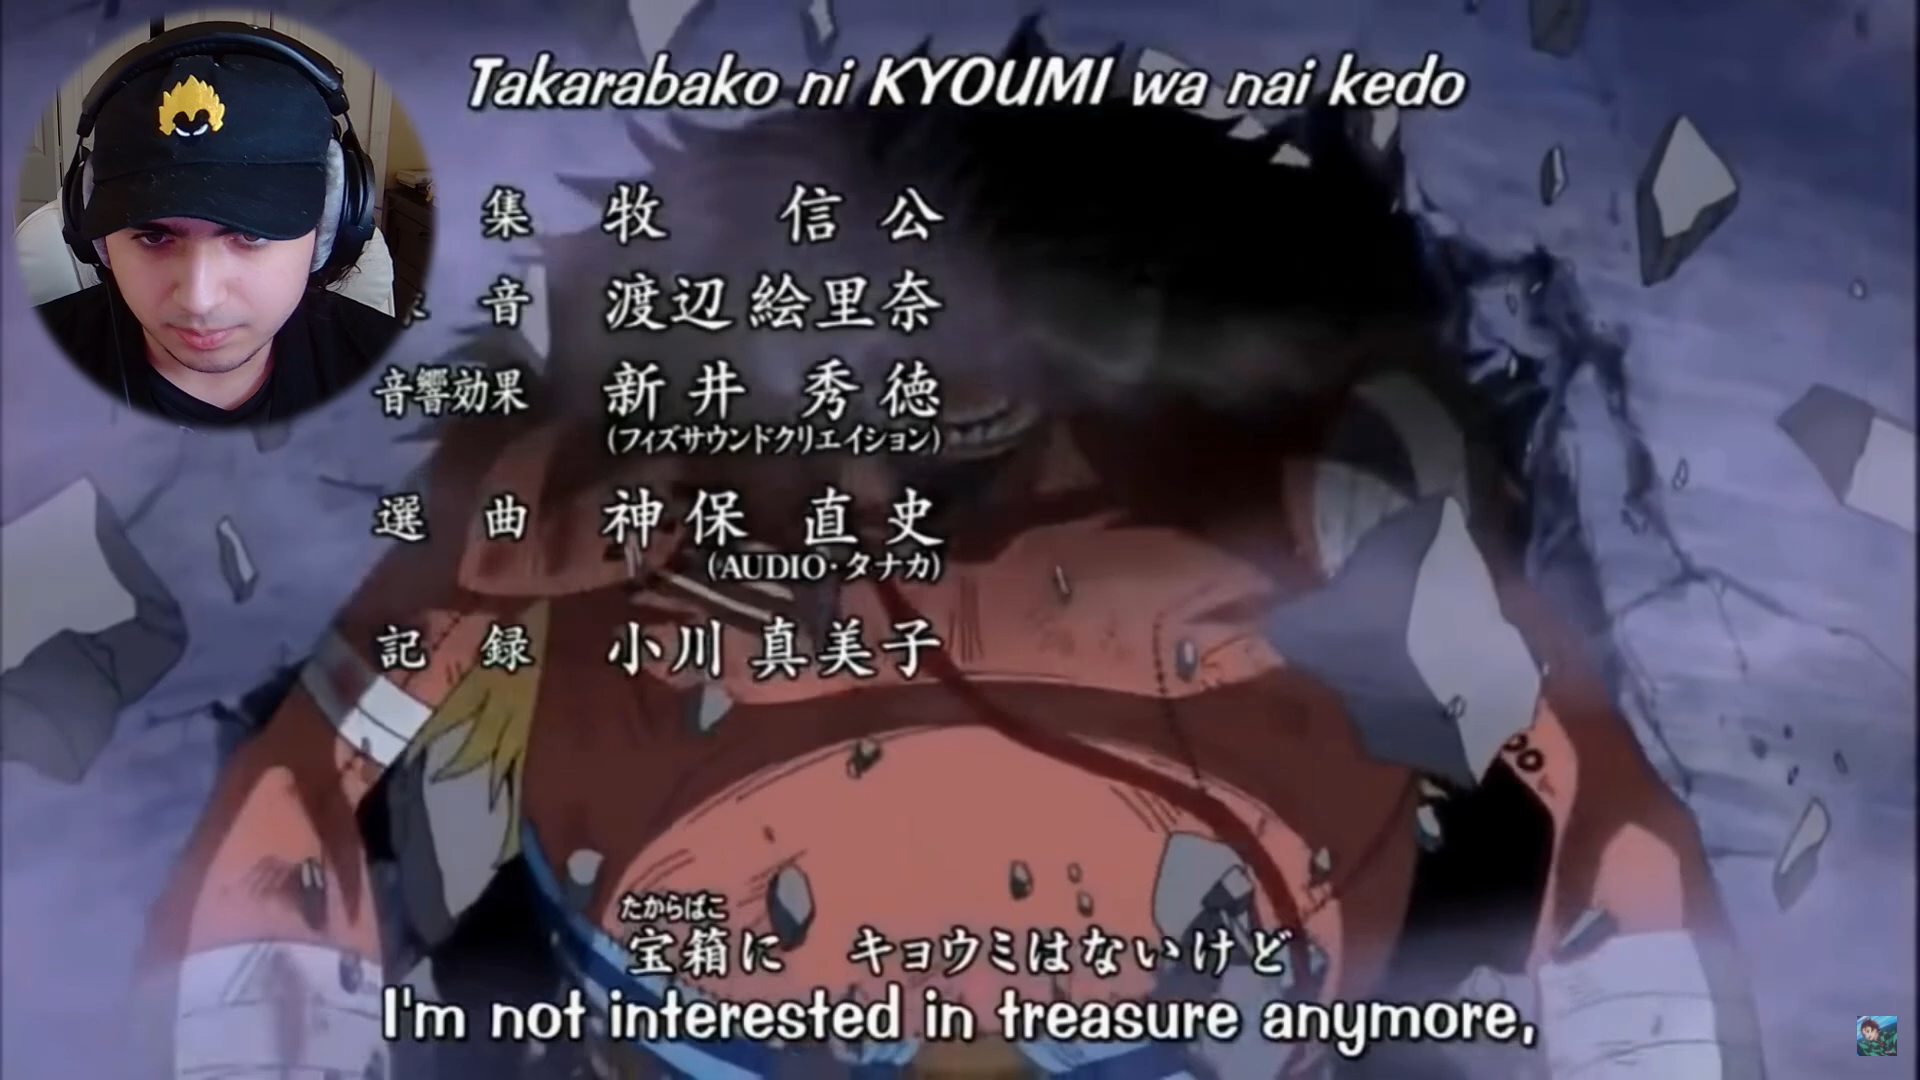 Takarabako ni KYOUMI wa nai kedo
集 牧 信公
音 渡辺 絵里奈
音響効果 新井 秀徳
(フィズサウンドクリエイション)
選曲 神保 直史
(AUDIO・タナカ)
記録 小川 真美子
たからばこ
宝箱に キョウミはないけど
I'm not interested in treasure anymore,